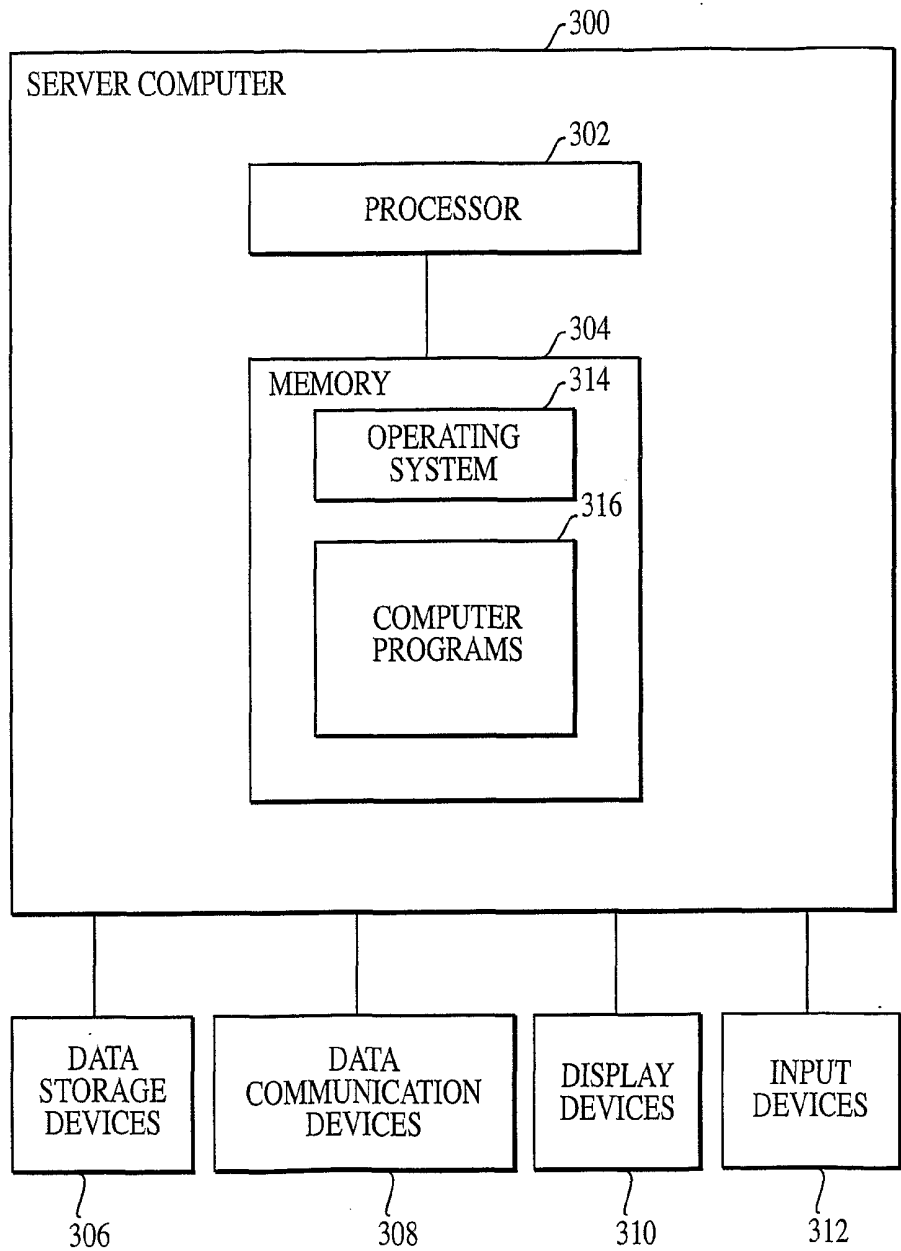 300
SERVER COMPUTER
302
PROCESSOR
304
MEMORY
314
OPERATING
SYSTEM
316
COMPUTER
PROGRAMS
DATA
STORAGE
DEVICES
DATA
COMMUNICATION
DEVICES
DISPLAY
DEVICES
INPUT
DEVICES
306
308
310
312